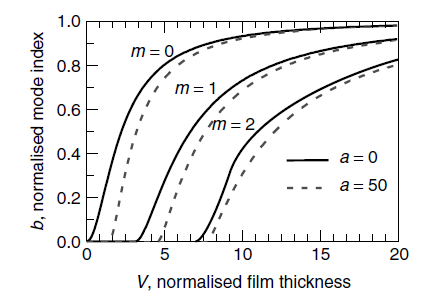 1.0
0.8
0.6
0.4
0.2
0.0
b, normalised mode index
m = 0
m = 1
m = 2
a = 0
a = 50
0
5
10
15
20
V, normalised film thickness